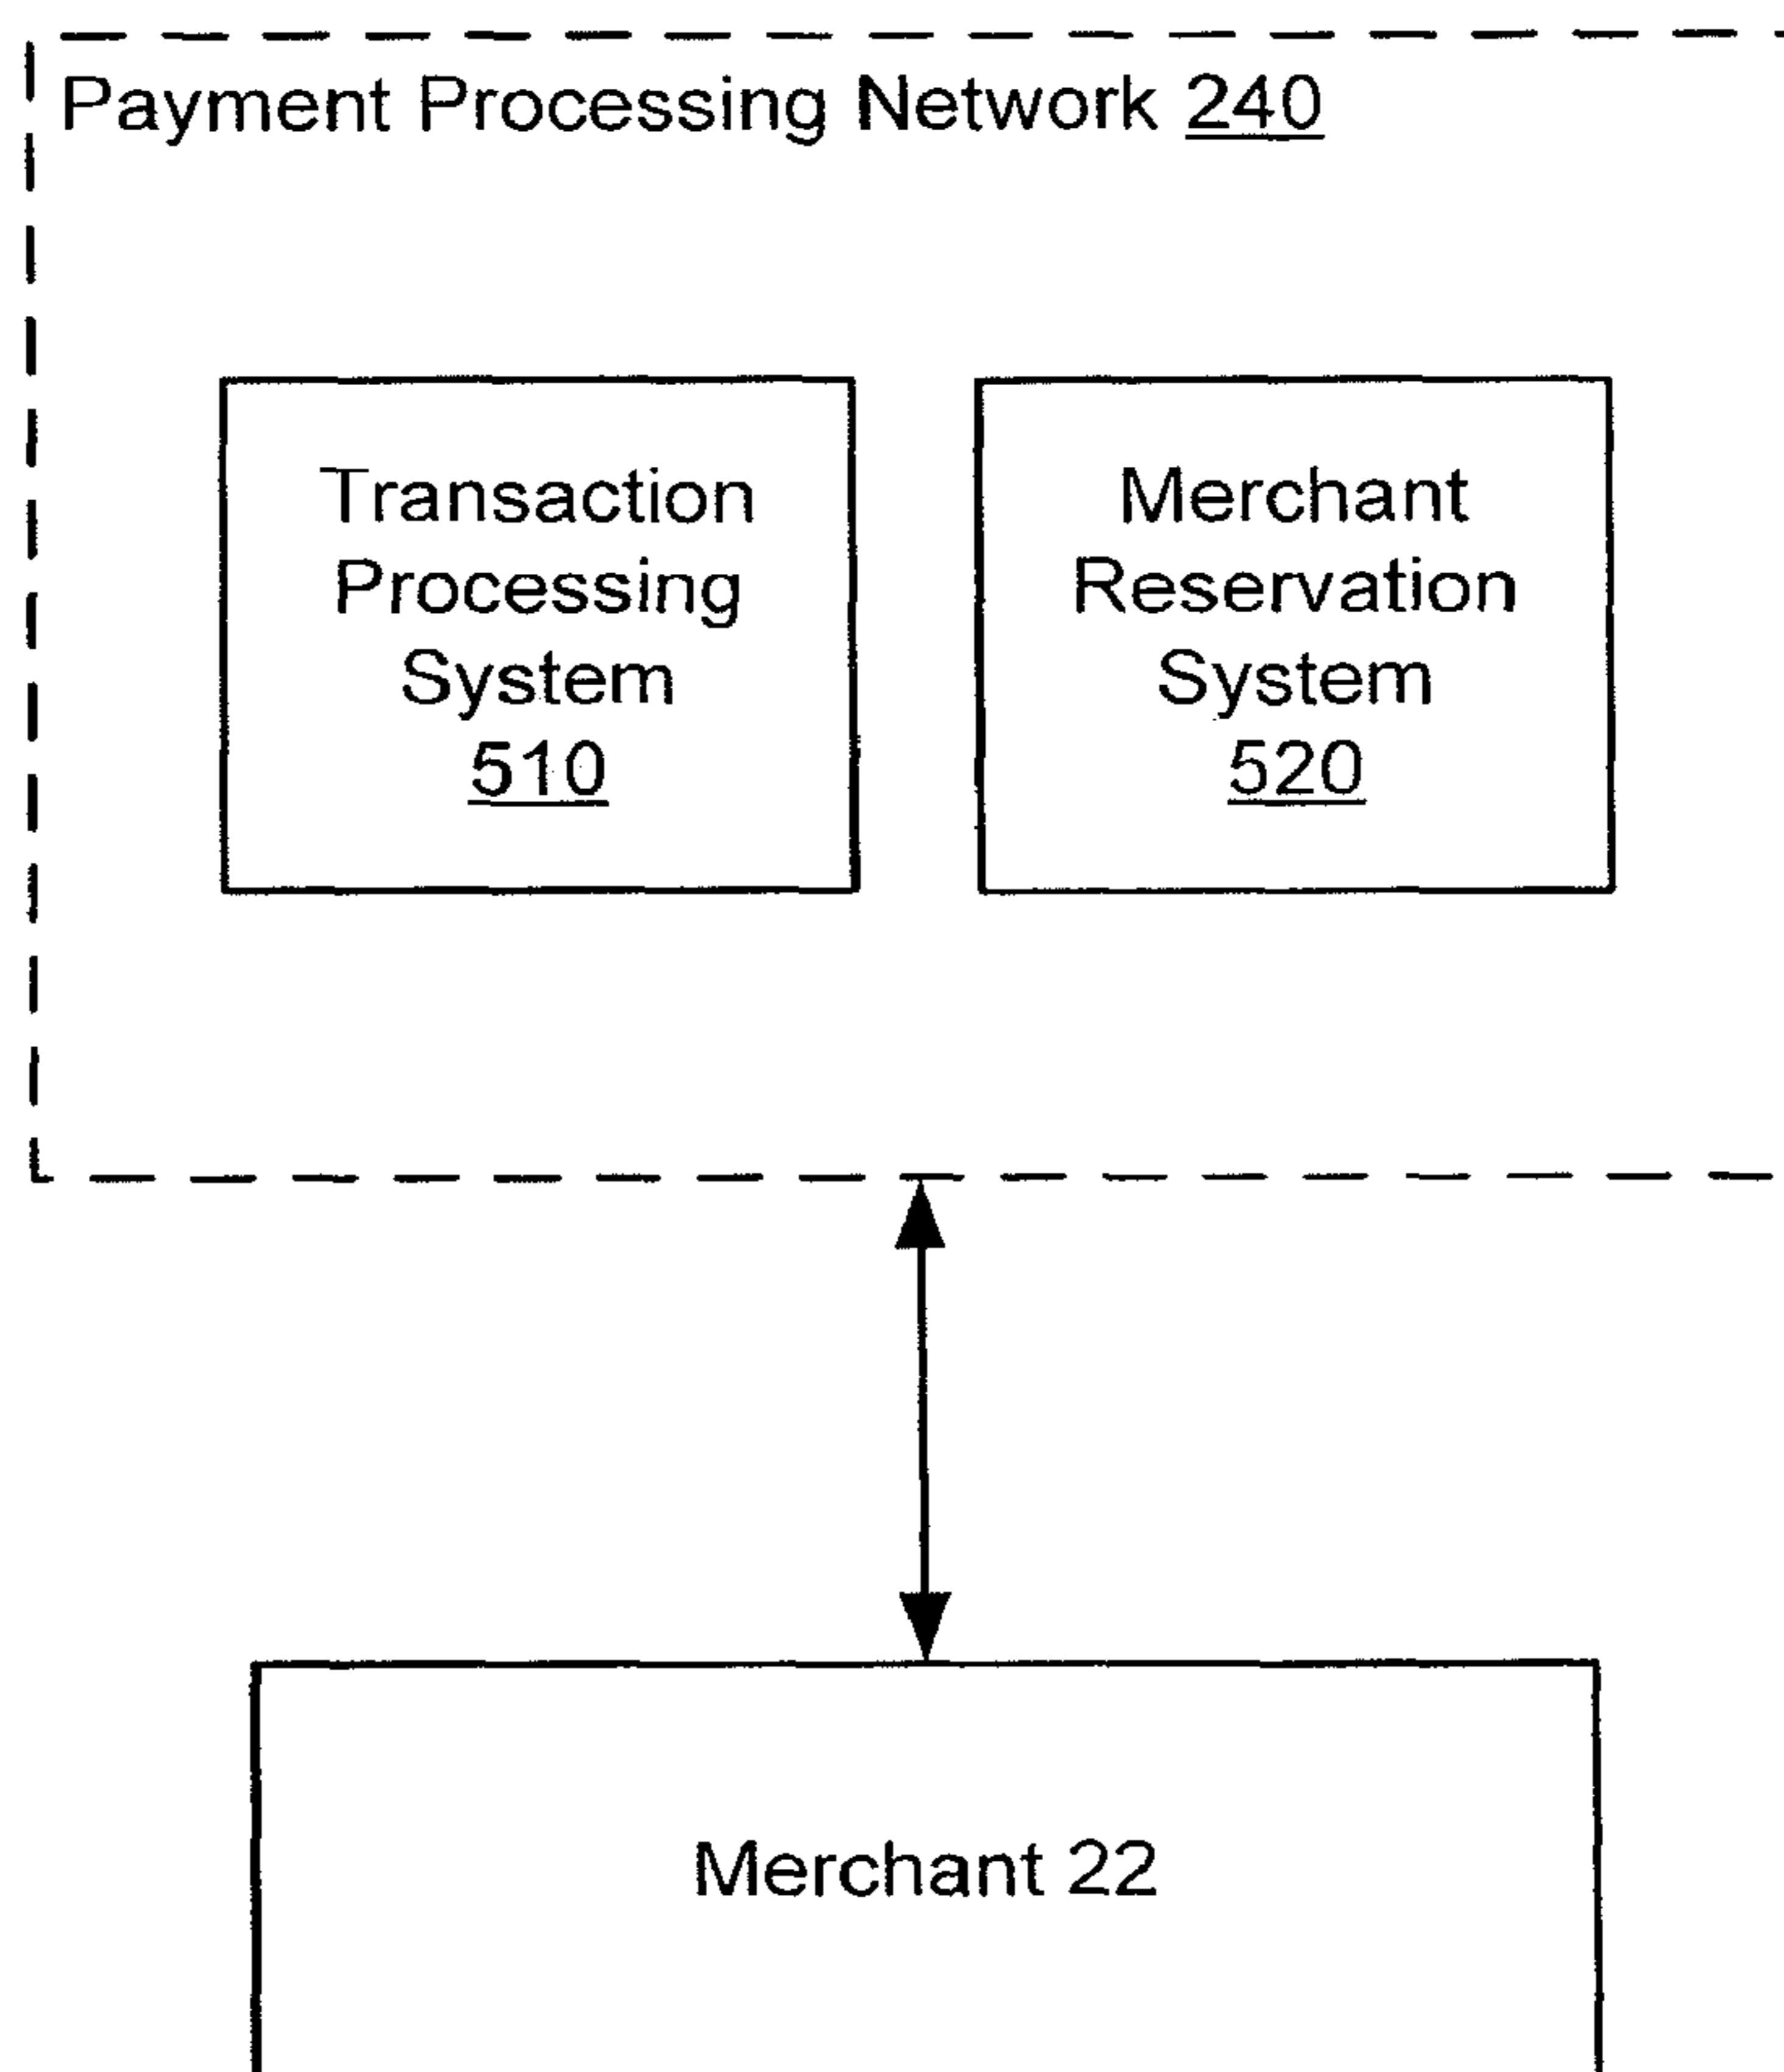 Payment Processing Network 240
Transaction
Processing
System
510
Merchant
Reservation
System
520
Merchant 22